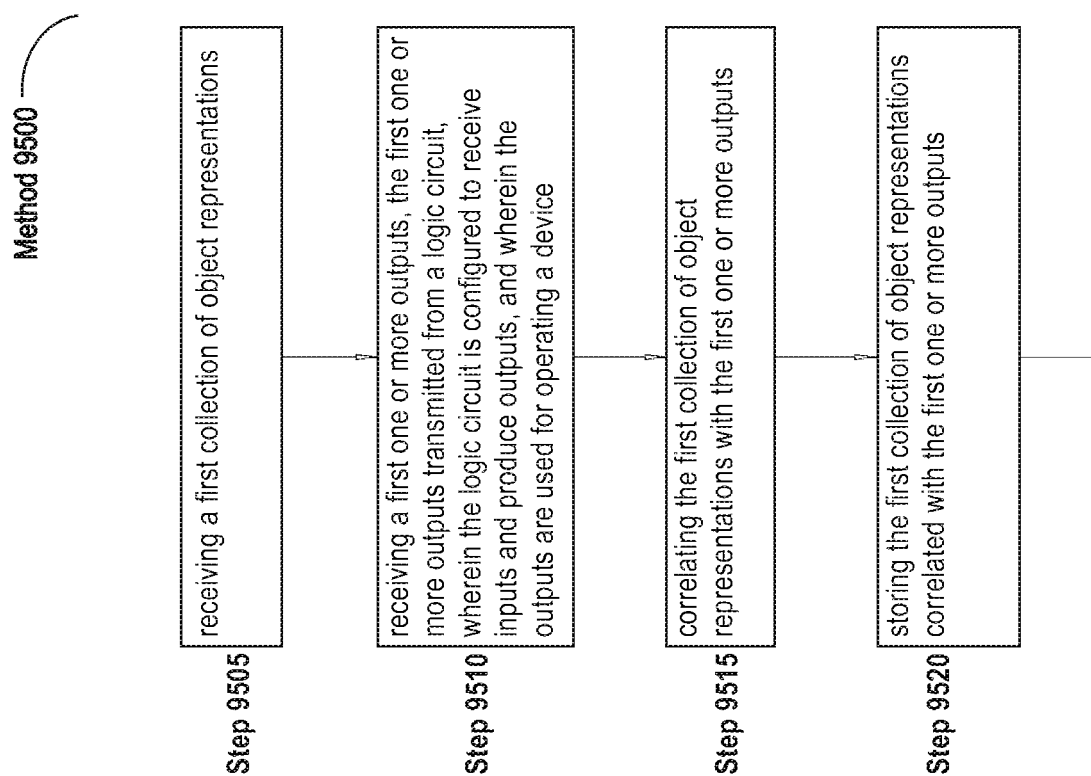 Method 9500
Step 9505
receiving a first collection of object representations
Step 9510
receiving a first one or more outputs, the first one or
more outputs transmitted from a logic circuit,
wherein the logic circuit is configured to receive
inputs and produce outputs, and wherein the
outputs are used for operating a device
Step 9515
correlating the first collection of object
representations with the first one or more outputs
Step 9520
storing the first collection of object representations
correlated with the first one or more outputs